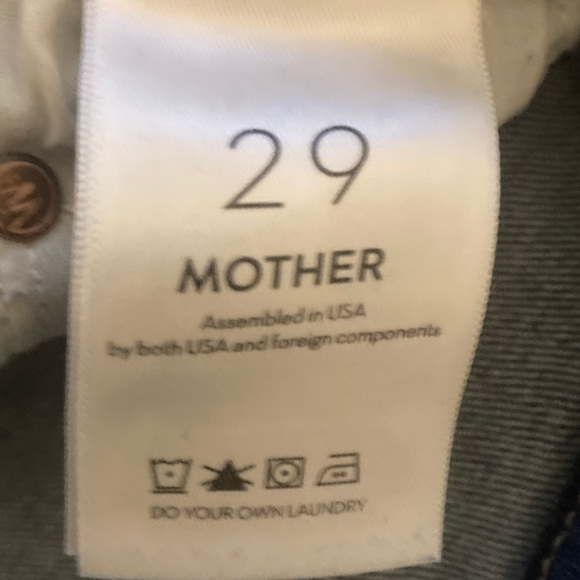 29
MOTHER
Assembled in USA
by both USA and foreign components
DO YOUR OWN LAUNDRY
M